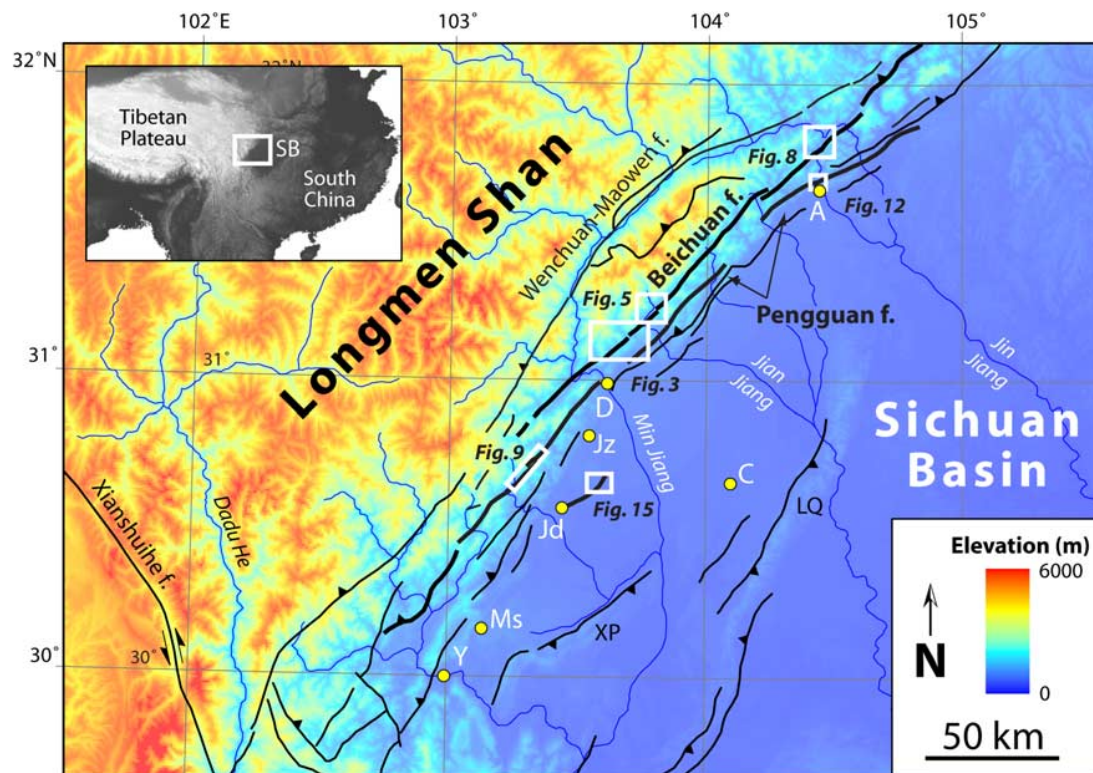 102°E
103°
104°
105°
32°N
32°N
Tibetan
Plateau
SB
South
China
Longmen Shan
Wenchuan-Maowen f.
Beichuan f.
Fig. 8
A
Fig. 12
Fig. 5
Pengguan f.
31°
31°
Fig. 3
D
Jz
Min Jiang
Jian
Jiang
Jin
Jiang
Sichuan
Basin
Fig. 9
Fig. 15
Jd
C
LQ
Xianshuihe f.
Dadu He
Ms
XP
Y
30°
30°
Elevation (m)
6000
0
N
50 km